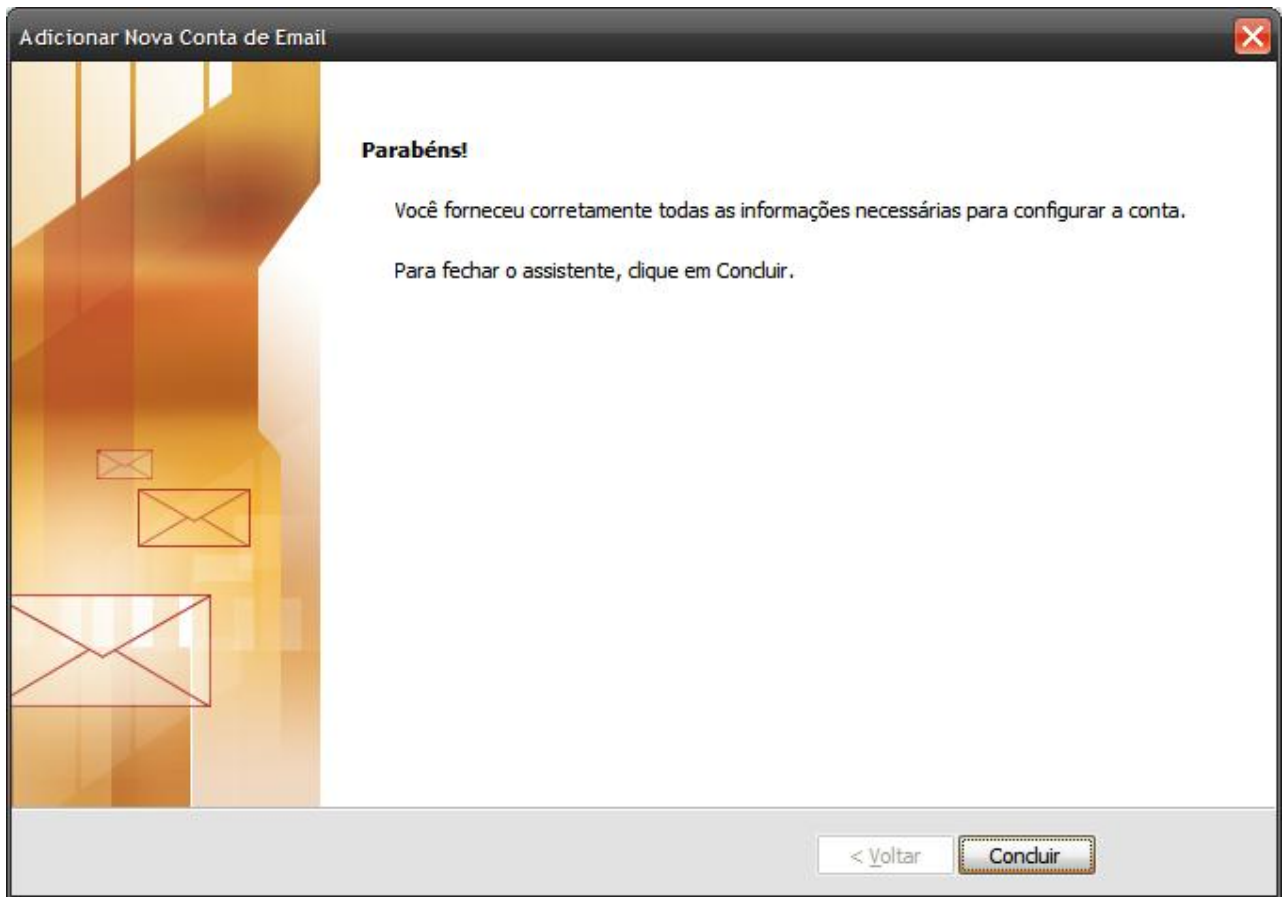 Adicionar Nova Conta de Email
Parabéns!
Você forneceu corretamente todas as informações necessárias para configurar a conta.
Para fechar o assistente, clique em Concluir.
< Voltar
Concluir